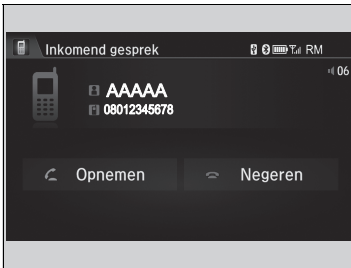 Inkomend gesprek RM
06
AAAAA
08012345678
Opnemen Negeren